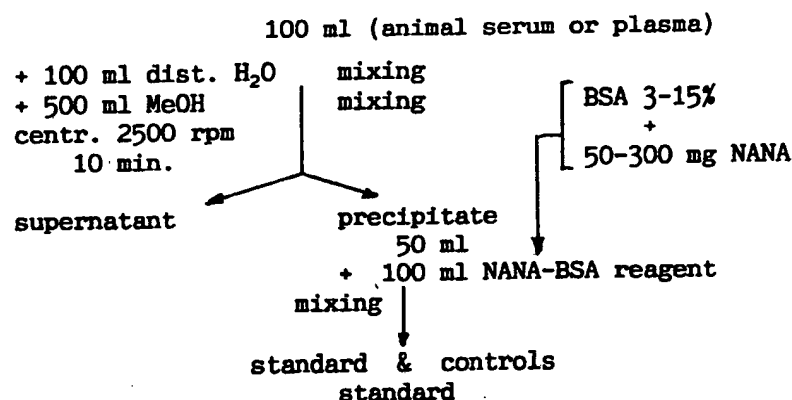 100 ml (animal serum or plasma)
+ 100 ml dist. H₂O mixing
+ 500 ml MeOH mixing
centr. 2500 rpm
10 min.
BSA 3-15%
+
50-300 mg NANA
supernatant
precipitate
50 ml
+ 100 ml NANA-BSA reagent
mixing
standard & controls
standard